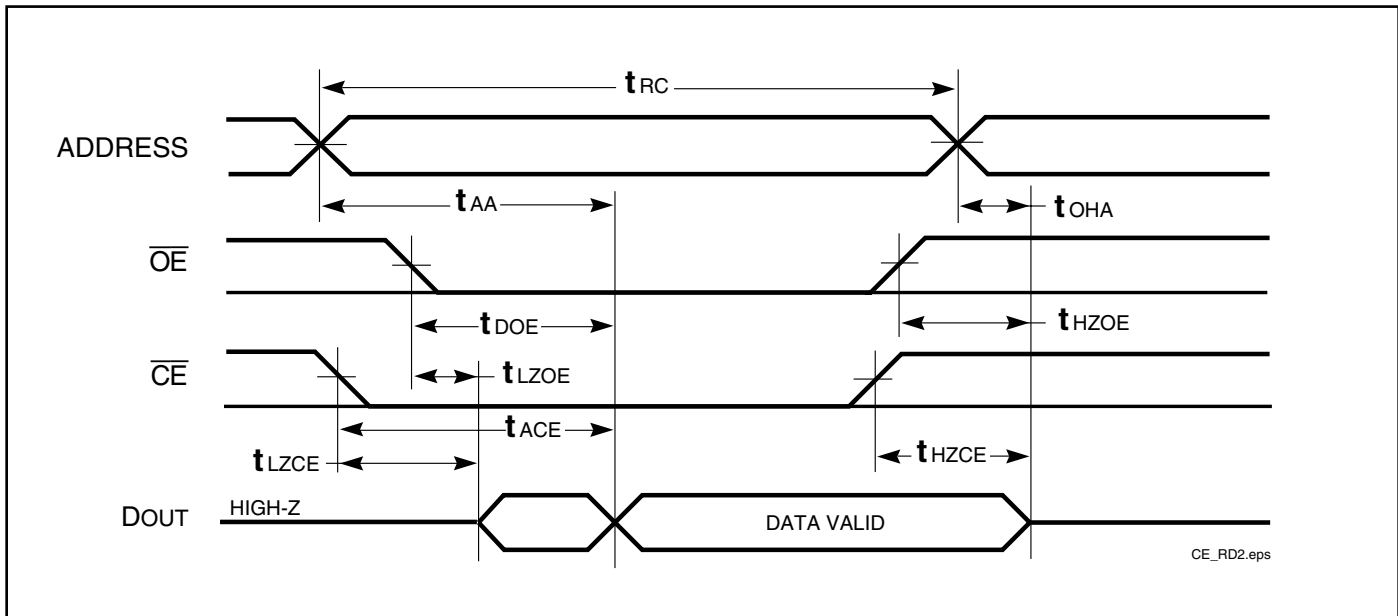 tRC
ADDRESS
tAA
tOHA
OE
tDOE
tHZOE
CE
tLZOE
tACE
tLZCE
tHZCE
DOUT
HIGH-Z
DATA VALID
CE_RD2.eps